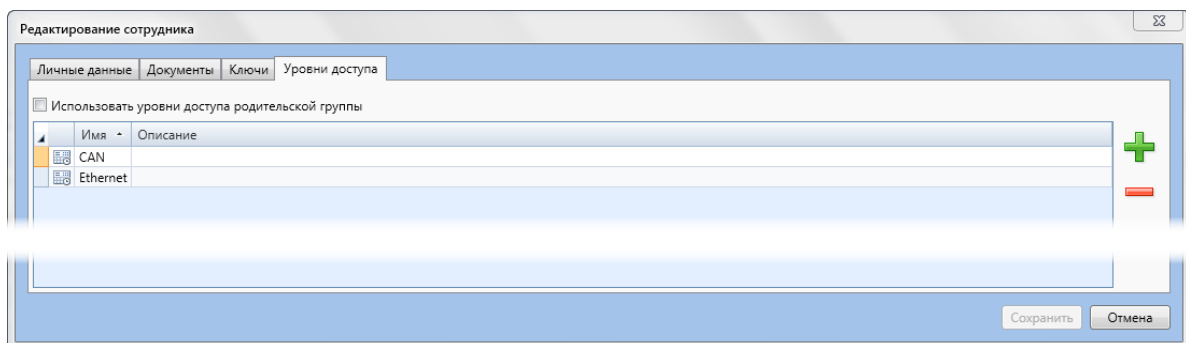 Редактирование сотрудника
Личные данные Документы Ключи Уровни доступа
Использовать уровни доступа родительской группы
Имя Описание
CAN
Ethernet
Сохранить Отмена